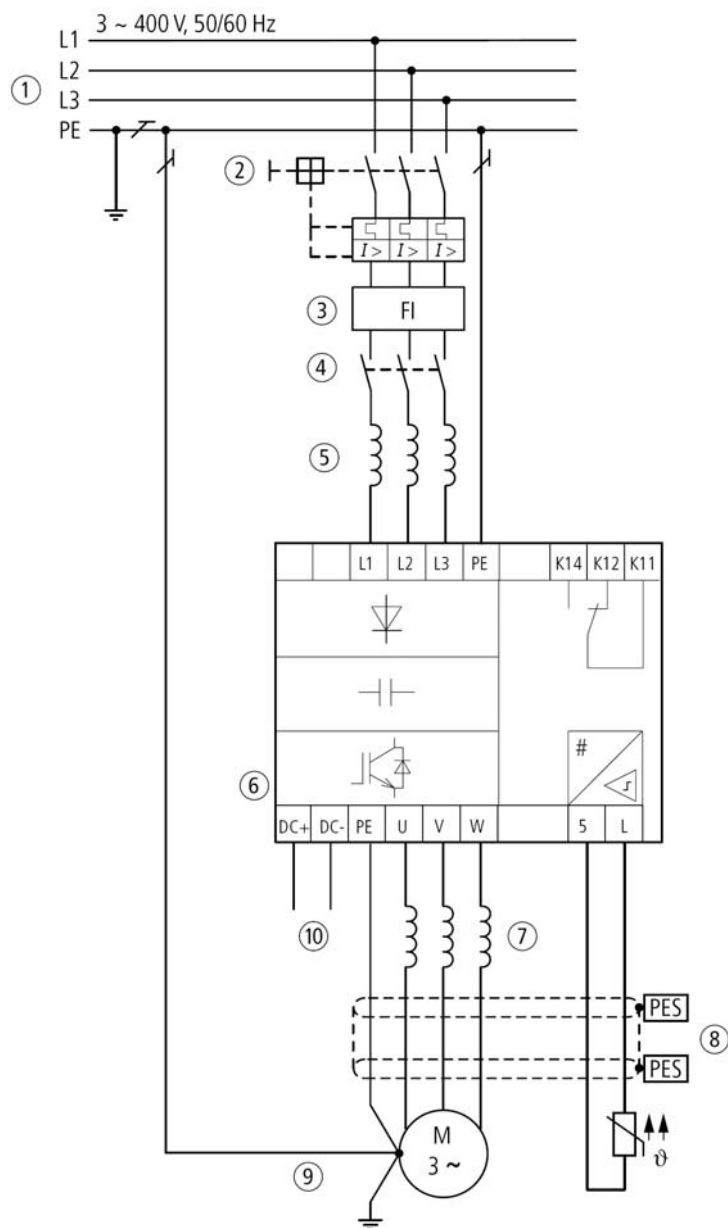 3 ~ 400 V, 50/60 Hz
L1
L2
① L3
PE
②
I > I > I >
③ FI
④
⑤
L1 L2 L3 PE K14 K12 K11
#
⑥
DC+ DC- PE U V W 5 L
⑩ ⑦
PES
⑧
PES
M
3 ~
ϑ
⑨